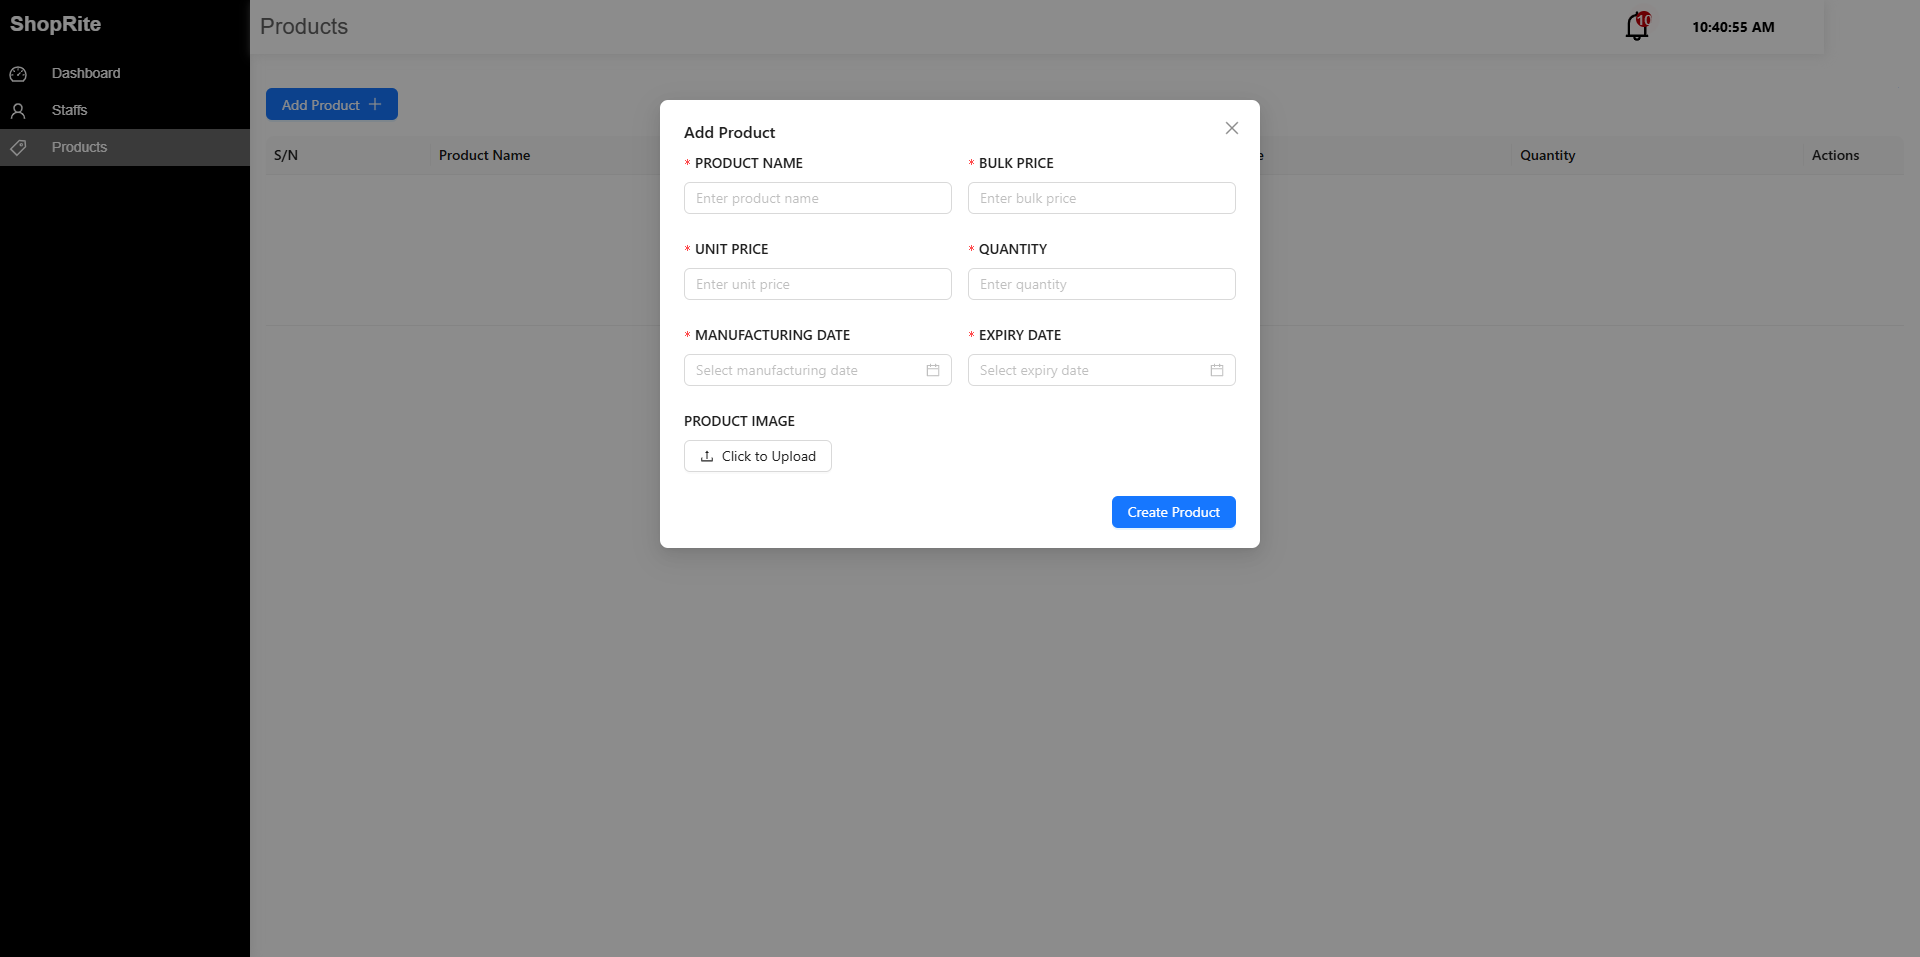 ShopRite
Dashboard
Staffs
Products
Products
10
10:40:55 AM
Add Product
S/N
Product Name
Quantity
Actions
Add Product
* PRODUCT NAME
* BULK PRICE
Enter product name
Enter bulk price
* UNIT PRICE
* QUANTITY
Enter unit price
Enter quantity
* MANUFACTURING DATE
* EXPIRY DATE
Select manufacturing date
Select expiry date
PRODUCT IMAGE
Click to Upload
Create Product